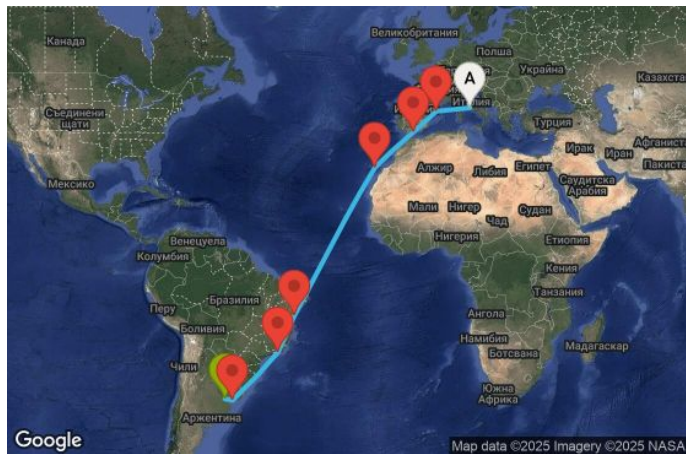 Канада
Великобритания
Полша
Украйна
Казахста
A
Италия
Съединени
щати
Турция
Афганиста
Ирак
Иран
Пакиста
Алжир
Либия
Египет
Саудитска
Арабия
Мексико
Мали
Нигер
Чад
Судан
Нигерия
Етиопия
Венецуела
Колумбия
Кения
Танзания
Перу
Бразилия
Ангола
Боливия
Намибия
Ботсвана
Мадагаскар
Чили
Южна
Африка
Аржентина
Google
Map data ©2025 Imagery ©2025 NASA